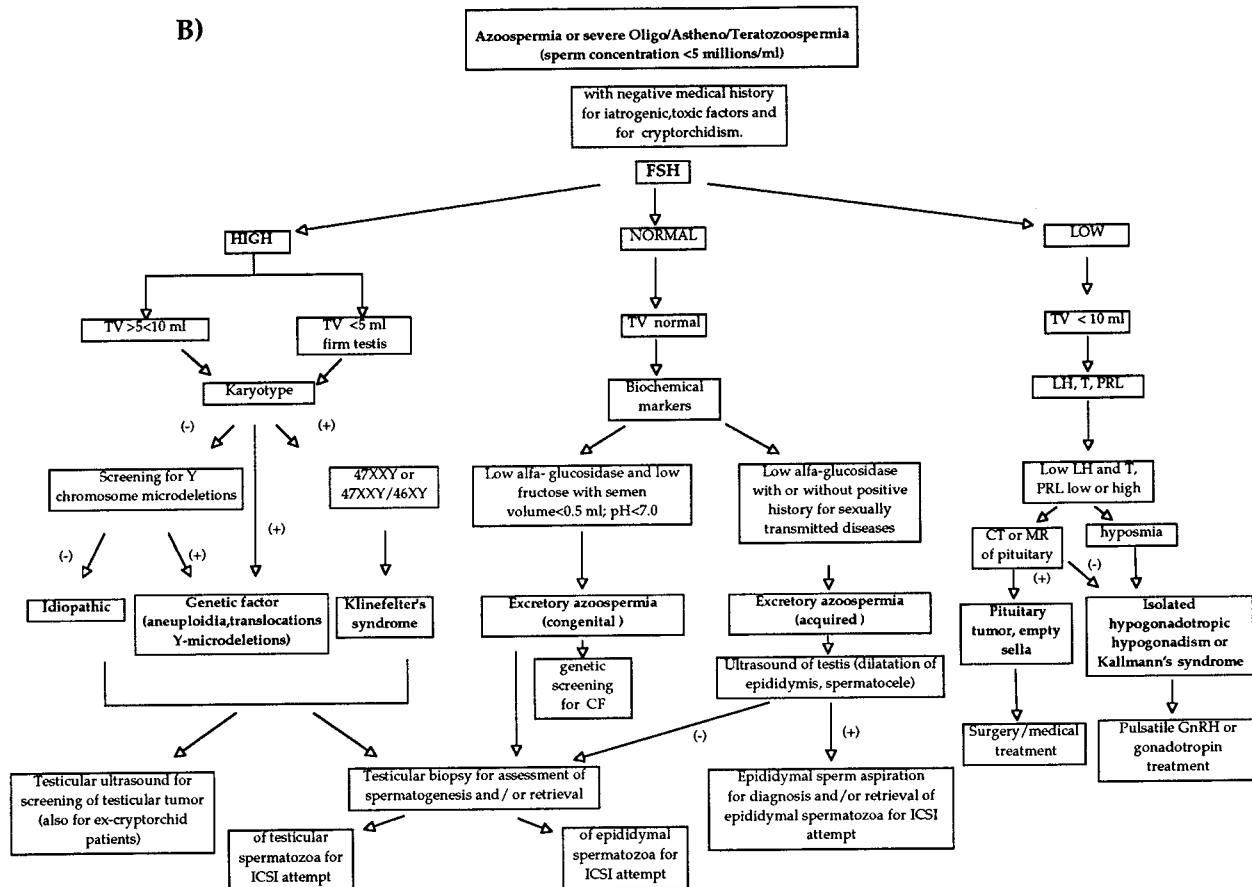 B)
Azoospermia or severe Oligo/Astheno/Teratozoospermia
(sperm concentration <5 millions/ml)
with negative medical history
for iatrogenic,toxic factors and
for cryptorchidism.
FSH
HIGH
NORMAL
LOW
TV >5<10 ml
TV <5 ml
firm testis
TV normal
TV < 10 ml
Karyotype
Biochemical
markers
LH, T, PRL
(-)
(+)
Screening for Y
chromosome microdeletions
47XXY or
47XXY/46XY
Low alfa- glucosidase and low
fructose with semen
volume<0.5 ml; pH<7.0
Low alfa-glucosidase
with or without positive
history for sexually
transmitted diseases
Low LH and T,
PRL low or high
CT or MR
of pituitary
hyposmia
(-)
(+)
(+)
(+)
(-)
Idiopathic
Genetic factor
(aneuploidia,translocations
Y-microdeletions)
Klinefelter's
syndrome
Excretory azoospermia
(congenital )
Excretory azoospermia
(acquired )
Pituitary
tumor, empty
sella
Isolated
hypogonadotropic
hypogonadism or
Kallmann's syndrome
genetic
screening
for CF
Ultrasound of testis (dilatation of
epididymis, spermatocele)
(-)
(+)
Surgery/medical
treatment
Pulsatile GnRH or
gonadotropin
treatment
Testicular ultrasound for
screening of testicular tumor
(also for ex-cryptorchid
patients)
Testicular biopsy for assessment of
spermatogenesis and/ or retrieval
Epididymal sperm aspiration
for diagnosis and/or retrieval of
epididymal spermatozoa for ICSI
attempt
of testicular
spermatozoa for
ICSI attempt
of epididymal
spermatozoa for
ICSI attempt